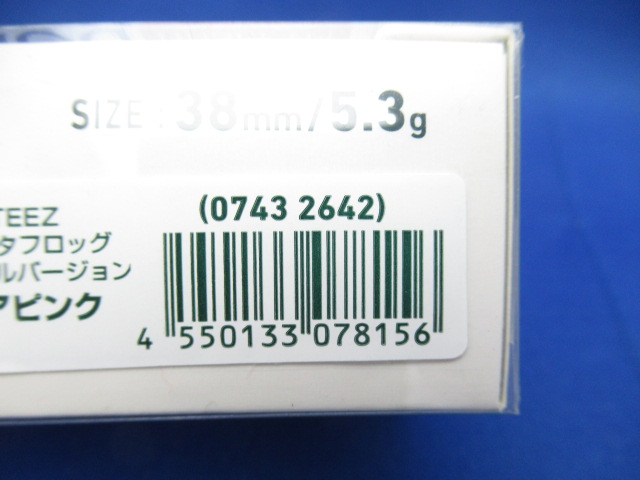 SIZE : 38mm/5.3g
(0743 2642)
TEEZ
タフロッグ
ルバージョン
アピンク
4 550133 078156